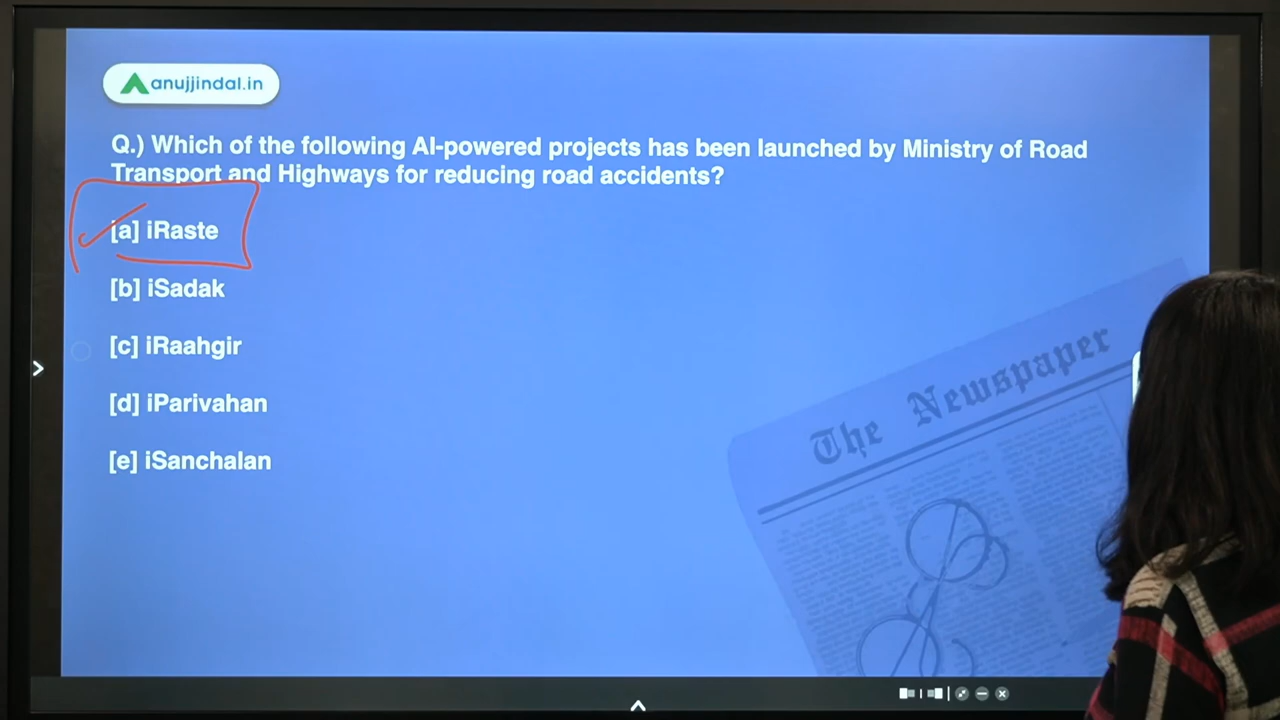 anujjindal.in
Q.) Which of the following AI-powered projects has been launched by Ministry of Road
Transport and Highways for reducing road accidents?
[a] iRaste
[b] iSadak
[c] iRaahgir
[d] iParivahan
[e] iSanchalan
The Newspaper